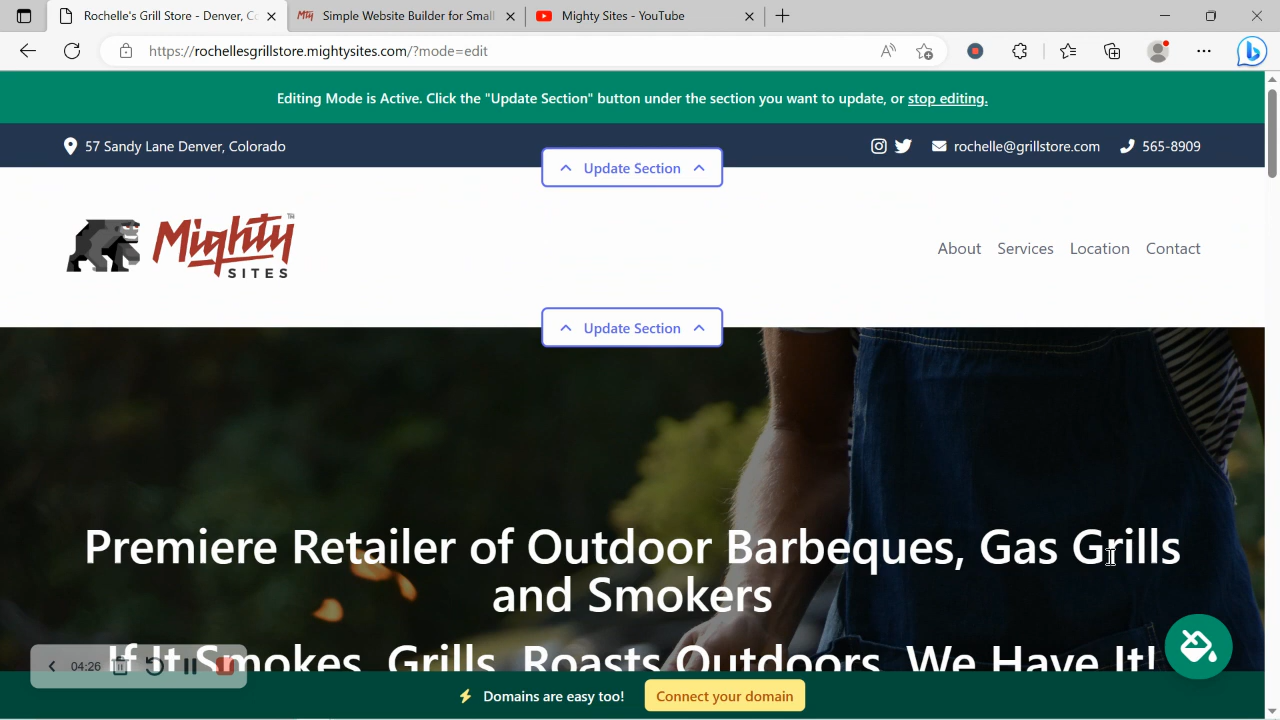 Rochelle's Grill Store - Denver, Co
Simple Website Builder for Small
Mighty Sites - YouTube
https://rochellesgrillstore.mightysites.com/?mode=edit
Editing Mode is Active. Click the "Update Section" button under the section you want to update, or stop editing.
57 Sandy Lane Denver, Colorado
rochelle@grillstore.com
565-8909
Update Section
Mighty
SITES
TM
About
Services
Location
Contact
Update Section
Premiere Retailer of Outdoor Barbeques, Gas Grills
and Smokers
If It Smokes, Grills, Roasts Outdoors, We Have It!
04:26
Domains are easy too!
Connect your domain